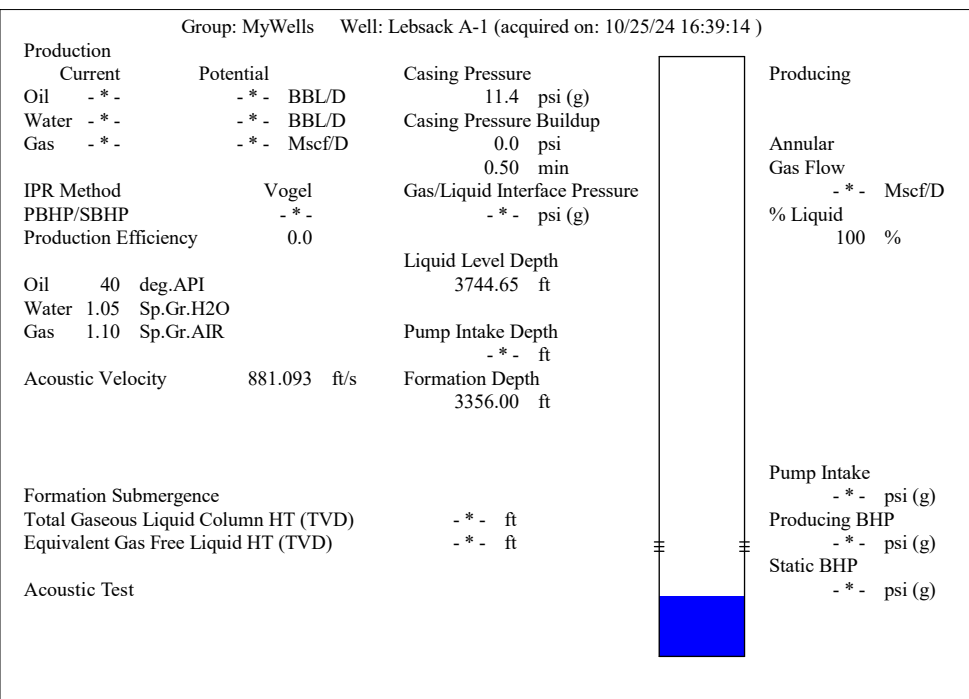 Group: MyWells Well: Lebsack A-1 (acquired on: 10/25/24 16:39:14 )
Production
Current Potential
Oil - * - - * - BBL/D
Water - * - - * - BBL/D
Gas - * - - * - Mscf/D
IPR Method Vogel
PBHP/SBHP - * -
Production Efficiency 0.0
Oil 40 deg.API
Water 1.05 Sp.Gr.H2O
Gas 1.10 Sp.Gr.AIR
Acoustic Velocity 881.093 ft/s
Formation Submergence
Total Gaseous Liquid Column HT (TVD) - * - ft
Equivalent Gas Free Liquid HT (TVD) - * - ft
Acoustic Test
Casing Pressure
11.4 psi (g)
Casing Pressure Buildup
0.0 psi
0.50 min
Gas/Liquid Interface Pressure
- * - psi (g)
Liquid Level Depth
3744.65 ft
Pump Intake Depth
- * - ft
Formation Depth
3356.00 ft
Producing
Annular
Gas Flow
- * - Mscf/D
% Liquid
100 %
Pump Intake
- * - psi (g)
Producing BHP
- * - psi (g)
Static BHP
- * - psi (g)